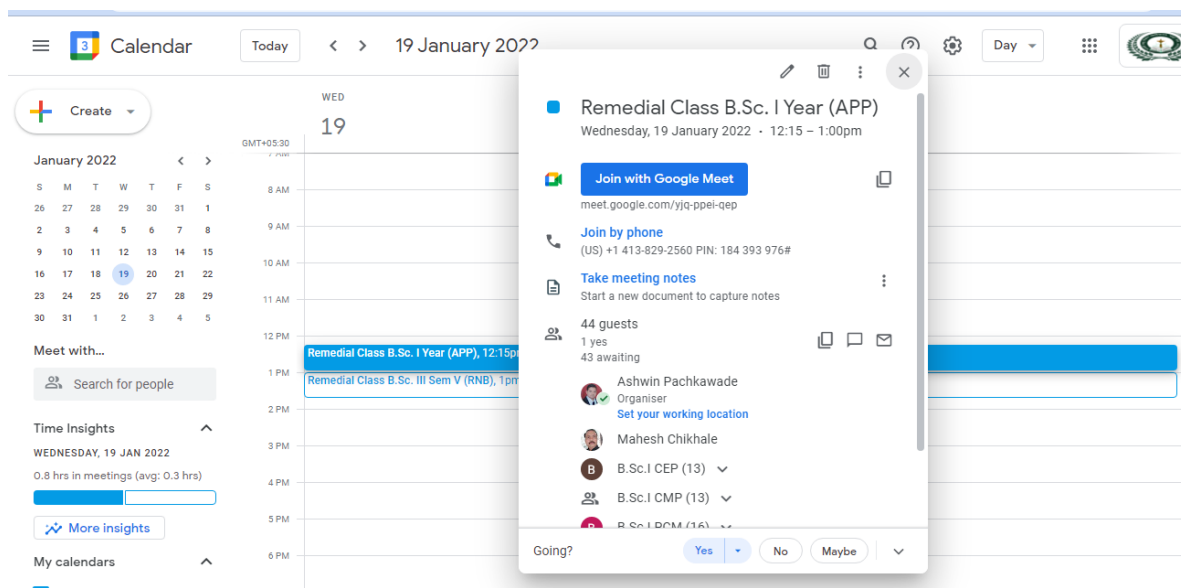 3
Calendar
Today
19 January 2022
Day
Create
WED
19
GMT+05:30
January 2022
S M T W T F S
26 27 28 29 30 31 1
2 3 4 5 6 7 8
9 10 11 12 13 14 15
16 17 18 19 20 21 22
23 24 25 26 27 28 29
30 31 1 2 3 4 5
Meet with...
Search for people
Time Insights
WEDNESDAY, 19 JAN 2022
0.8 hrs in meetings (avg: 0.3 hrs)
More insights
My calendars
7 AM
8 AM
9 AM
10 AM
11 AM
12 PM
1 PM
2 PM
3 PM
4 PM
5 PM
6 PM
Remedial Class B.Sc. I Year (APP), 12:15p
Remedial Class B.Sc. III Sem V (RNB), 1pm
Remedial Class B.Sc. I Year (APP)
Wednesday, 19 January 2022 · 12:15 – 1:00pm
Join with Google Meet
meet.google.com/yjq-ppei-qep
Join by phone
(US) +1 413-829-2560 PIN: 184 393 976#
Take meeting notes
Start a new document to capture notes
44 guests
1 yes
43 awaiting
Ashwin Pachkawade
Organiser
Set your working location
Mahesh Chikhale
B B.Sc.I CEP (13)
B.Sc.I CMP (13)
B B.Sc.I PCM (16)
Going?
Yes
No
Maybe